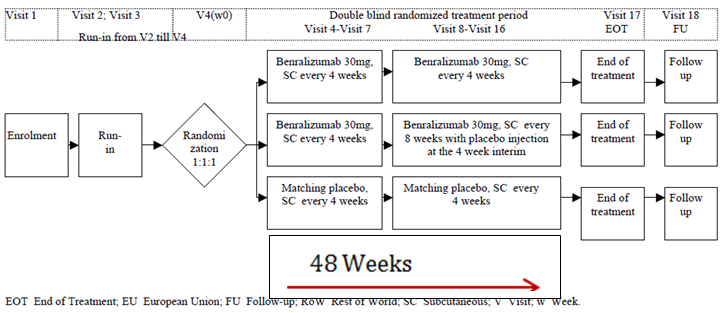 Visit 1
Visit 2; Visit 3
V4(w0)
Double blind randomized treatment period
Visit 17
Visit 18
Visit 4-Visit 7
Visit 8-Visit 16
EOT
FU
Run-in from V2 till V4
Benralizumab 30mg,
SC every 4 weeks
Benralizumab 30mg, SC
every 4 weeks
End of
treatment
Follow
up
Enrolment
Run-
in
Randomi
zation
1:1:1
Benralizumab 30mg,
SC every 4 weeks
Benralizumab 30mg, SC every
8 weeks with placebo injection
at the 4 week interim
End of
treatment
Follow
up
Matching placebo,
SC every 4 weeks
Matching placebo, SC every
4 weeks
End of
treatment
Follow
up
48 Weeks
EOT End of Treatment; EU European Union; FU Follow-up; RoW Rest of World; SC Subcutaneous; V Visit; w Week.